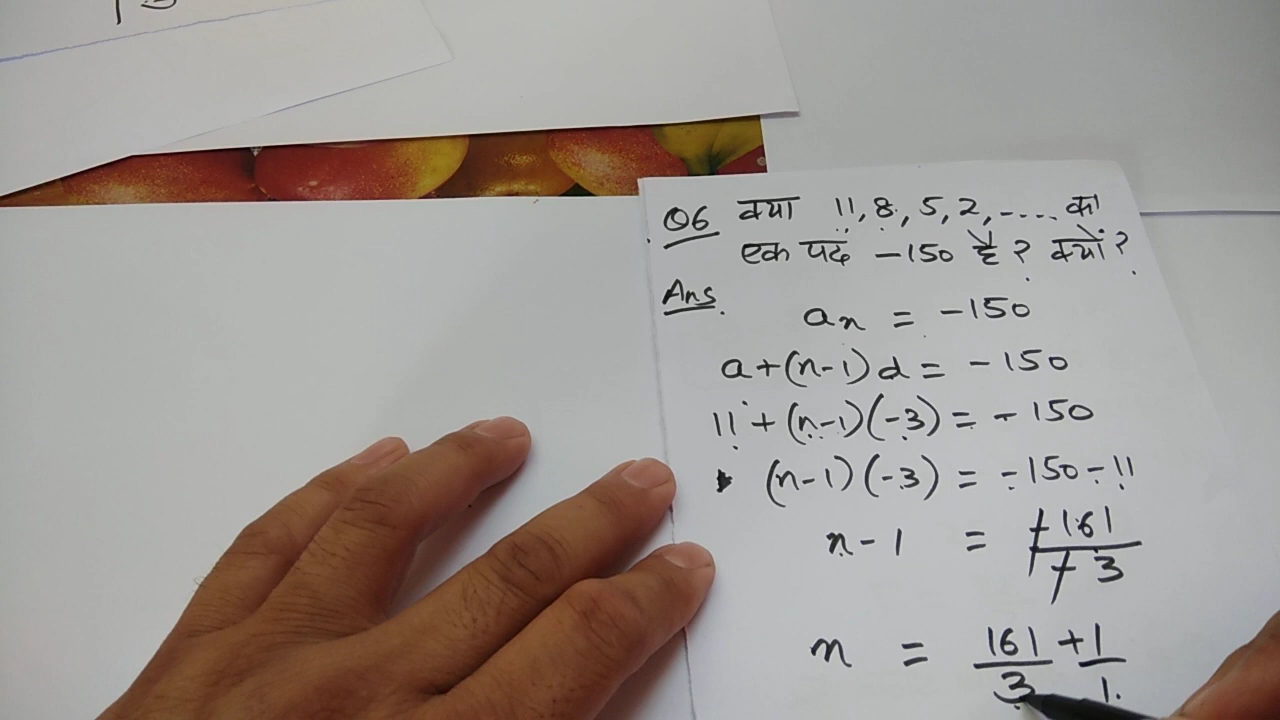 Q6 क्या 11, 8, 5, 2, ..... का
एक पद -150 है? क्यों?
Ans.
an = -150
a+(n-1)d = -150
11+(n-1)(-3) = -150
(n-1)(-3) = -150-11
n-1 = -161/-3
n = 161/3 + 1/1